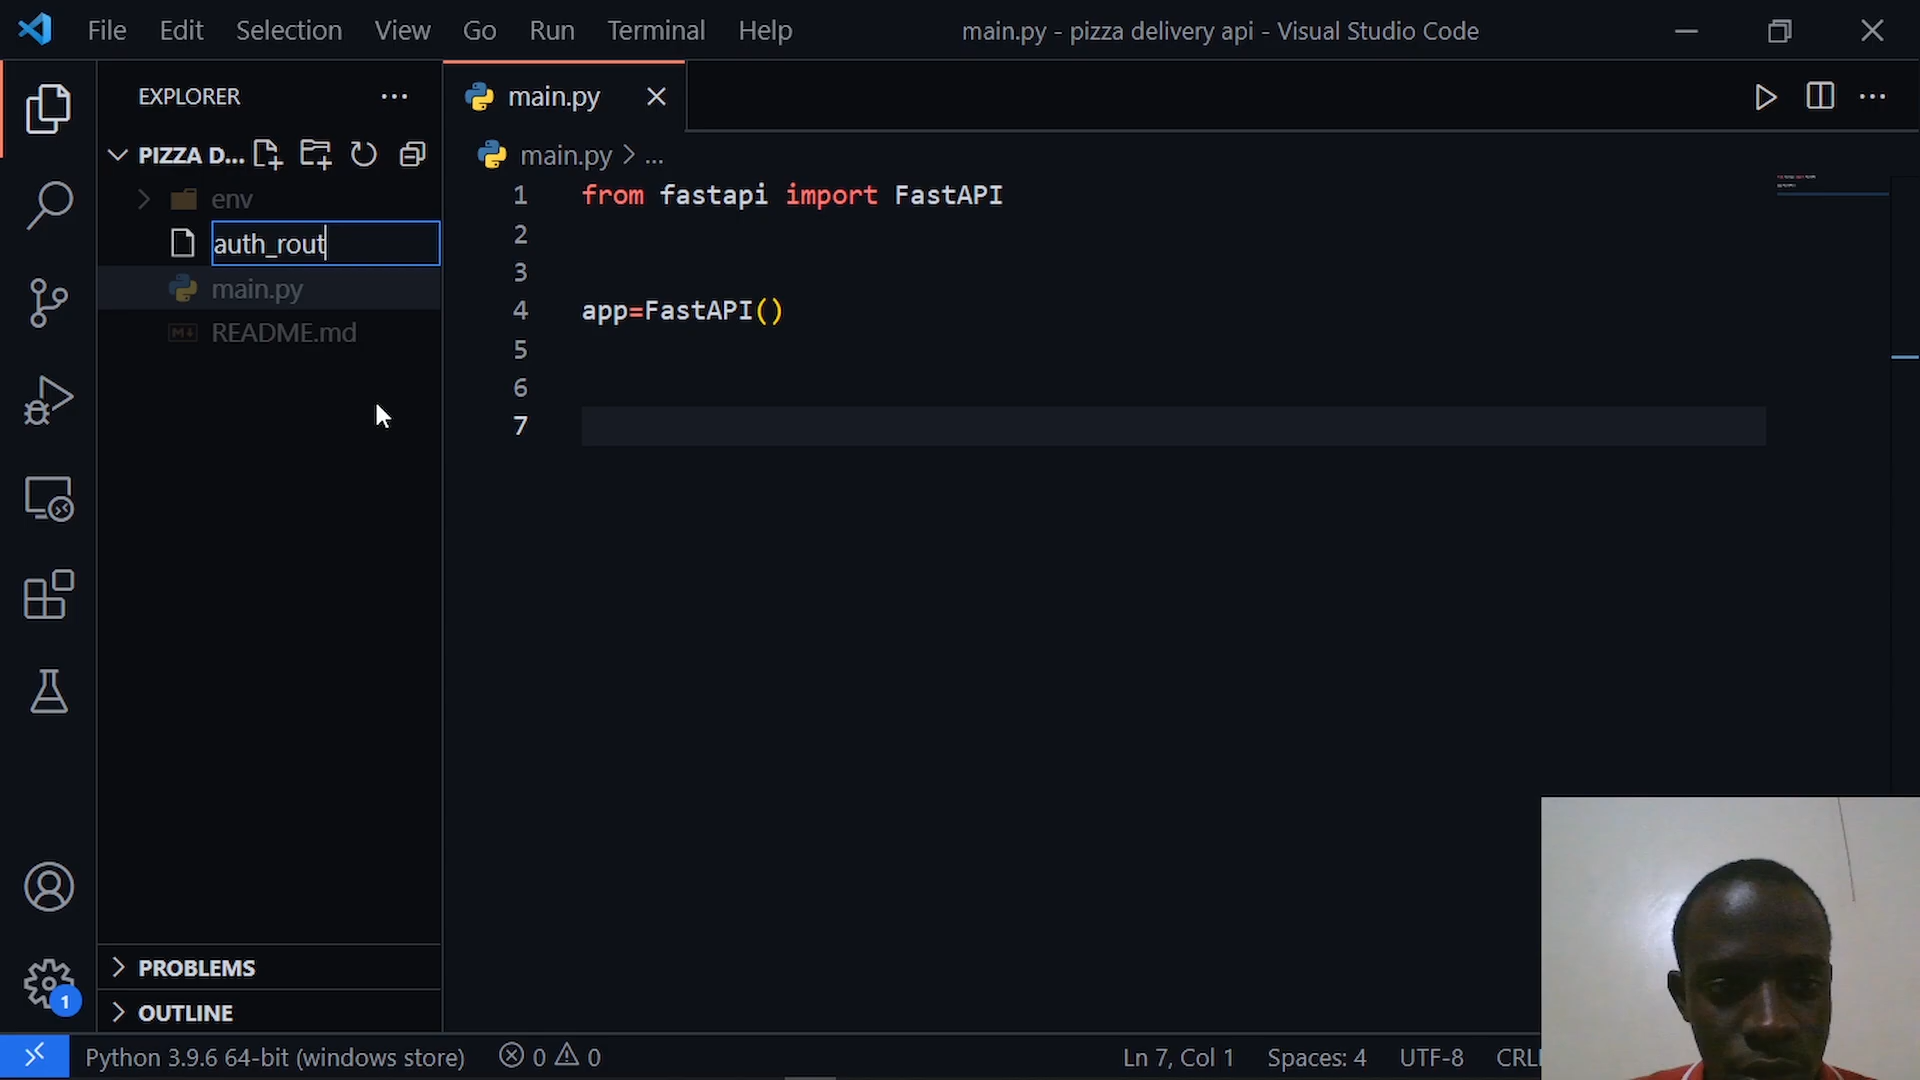 File Edit Selection View Go Run Terminal Help main.py - pizza delivery api - Visual Studio Code
EXPLORER
PIZZA D...
env
auth_rout
main.py
README.md
PROBLEMS
OUTLINE
main.py
main.py > ...
1 from fastapi import FastAPI
2
3
4 app=FastAPI()
5
6
7
1
Python 3.9.6 64-bit (windows store) 0 0 Ln 7, Col 1 Spaces: 4 UTF-8 CRL